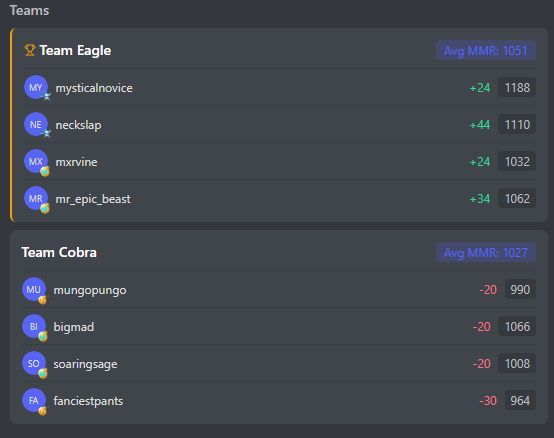 Teams
Team Eagle Avg MMR: 1051
MY mysticalnovice +24 1188
NE neckslap +44 1110
MX mxrvine +24 1032
MR mr_epic_beast +34 1062
Team Cobra Avg MMR: 1027
MU mungopungo -20 990
BI bigmad -20 1066
SO soaringsage -20 1008
FA fanciestpants -30 964